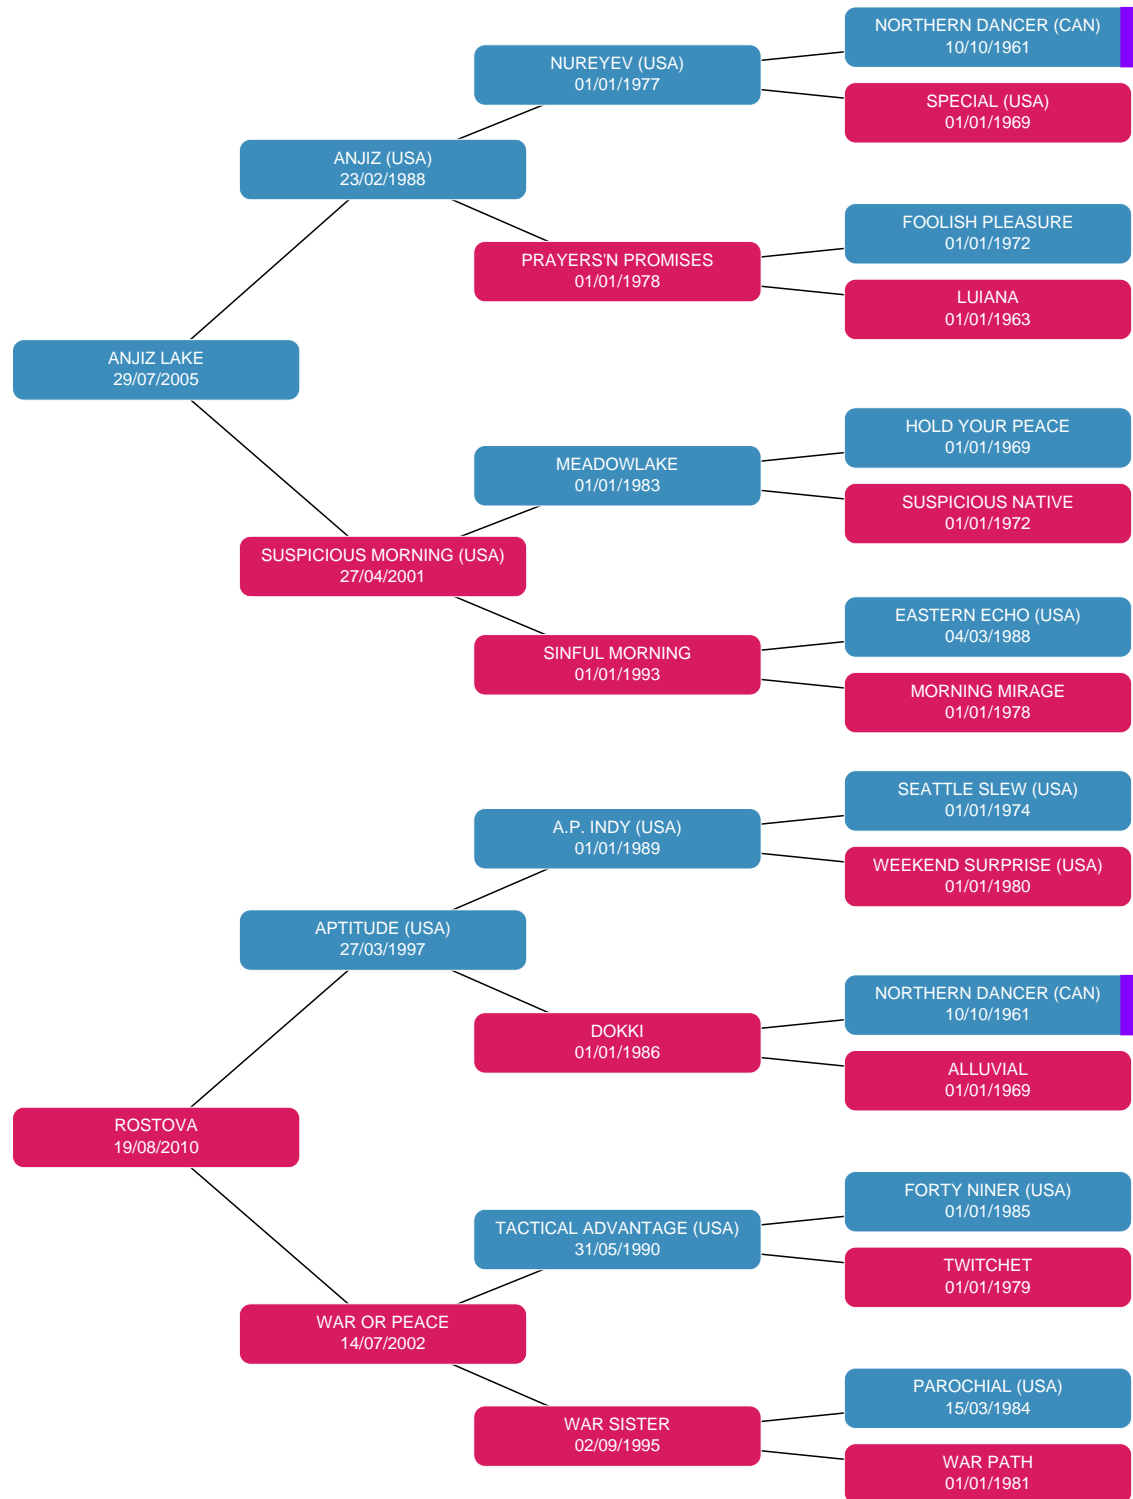 NORTHERN DANCER (CAN)
10/10/1961
NUREYEV (USA)
01/01/1977
SPECIAL (USA)
01/01/1969
ANJIZ (USA)
23/02/1988
FOOLISH PLEASURE
01/01/1972
PRAYERS'N PROMISES
01/01/1978
LUIANA
01/01/1963
ANJIZ LAKE
29/07/2005
HOLD YOUR PEACE
01/01/1969
MEADOWLAKE
01/01/1983
SUSPICIOUS NATIVE
01/01/1972
SUSPICIOUS MORNING (USA)
27/04/2001
EASTERN ECHO (USA)
04/03/1988
SINFUL MORNING
01/01/1993
MORNING MIRAGE
01/01/1978
SEATTLE SLEW (USA)
01/01/1974
A.P. INDY (USA)
01/01/1989
WEEKEND SURPRISE (USA)
01/01/1980
APTITUDE (USA)
27/03/1997
NORTHERN DANCER (CAN)
10/10/1961
DOKKI
01/01/1986
ALLUVIAL
01/01/1969
ROSTOVA
19/08/2010
FORTY NINER (USA)
01/01/1985
TACTICAL ADVANTAGE (USA)
31/05/1990
TWITCHET
01/01/1979
WAR OR PEACE
14/07/2002
PAROCHIAL (USA)
15/03/1984
WAR SISTER
02/09/1995
WAR PATH
01/01/1981